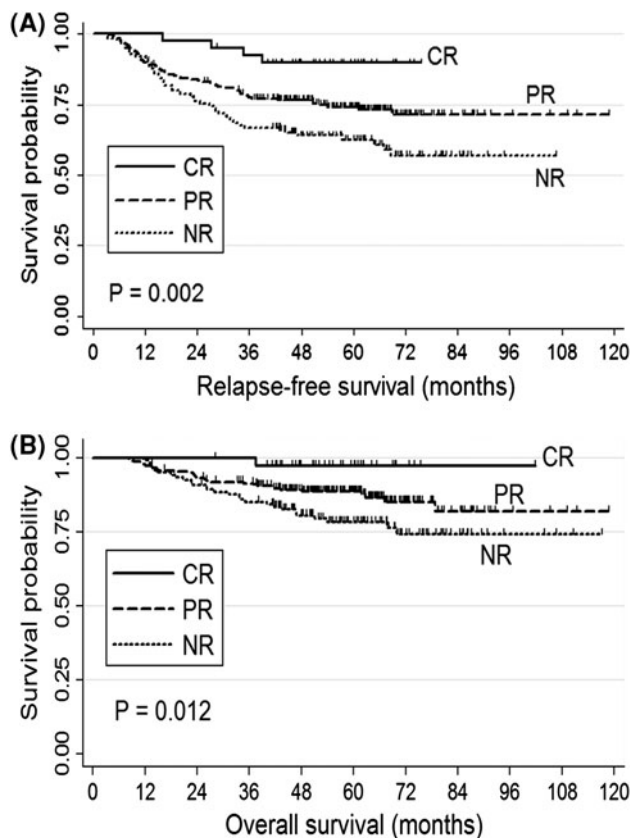 (A)
Survival probability
1.00
0.75
0.50
0.25
0.00
CR
PR
NR
CR
PR
NR
P = 0.002
0 12 24 36 48 60 72 84 96 108 120
Relapse-free survival (months)
(B)
Survival probability
1.00
0.75
0.50
0.25
0.00
CR
PR
NR
CR
PR
NR
P = 0.012
0 12 24 36 48 60 72 84 96 108 120
Overall survival (months)